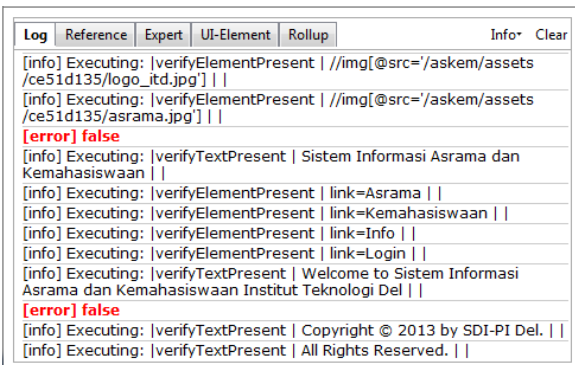 Log Reference Expert UI-Element Rollup Info Clear
[info] Executing: |verifyElementPresent | //img[@src='/askem/assets
/ce51d135/logo_itd.jpg'] | |
[info] Executing: |verifyElementPresent | //img[@src='/askem/assets
/ce51d135/asrama.jpg'] | |
[error] false
[info] Executing: |verifyTextPresent | Sistem Informasi Asrama dan
Kemahasiswaan | |
[info] Executing: |verifyElementPresent | link=Asrama | |
[info] Executing: |verifyElementPresent | link=Kemahasiswaan | |
[info] Executing: |verifyElementPresent | link=Info | |
[info] Executing: |verifyElementPresent | link=Login | |
[info] Executing: |verifyTextPresent | Welcome to Sistem Informasi
Asrama dan Kemahasiswaan Institut Teknologi Del | |
[error] false
[info] Executing: |verifyTextPresent | Copyright © 2013 by SDI-PI Del. | |
[info] Executing: |verifyTextPresent | All Rights Reserved. | |